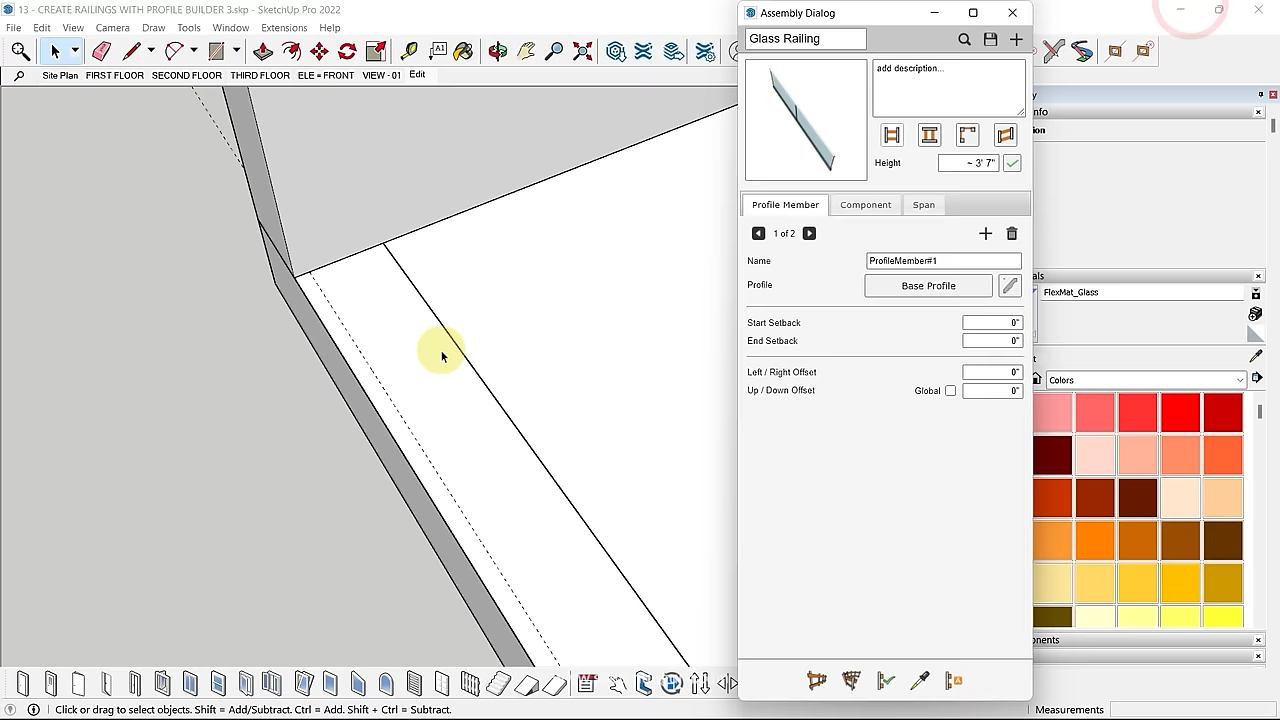 13 - CREATE RAILINGS WITH PROFILE BUILDER 3.skp - SketchUp Pro 2022
File Edit View Camera Draw Tools Window Extensions Help
Site Plan FIRST FLOOR SECOND FLOOR THIRD FLOOR ELE = FRONT VIEW - 01 Edit
Assembly Dialog
Glass Railing
add description...
Height ~ 3' 7"
Profile Member Component Span
1 of 2
Name ProfileMember#1
Profile Base Profile
Start Setback 0"
End Setback 0"
Left / Right Offset 0"
Up / Down Offset Global 0"
FlexMat_Glass
Colors
Click or drag to select objects. Shift = Add/Subtract. Ctrl = Add. Shift + Ctrl = Subtract.
Measurements